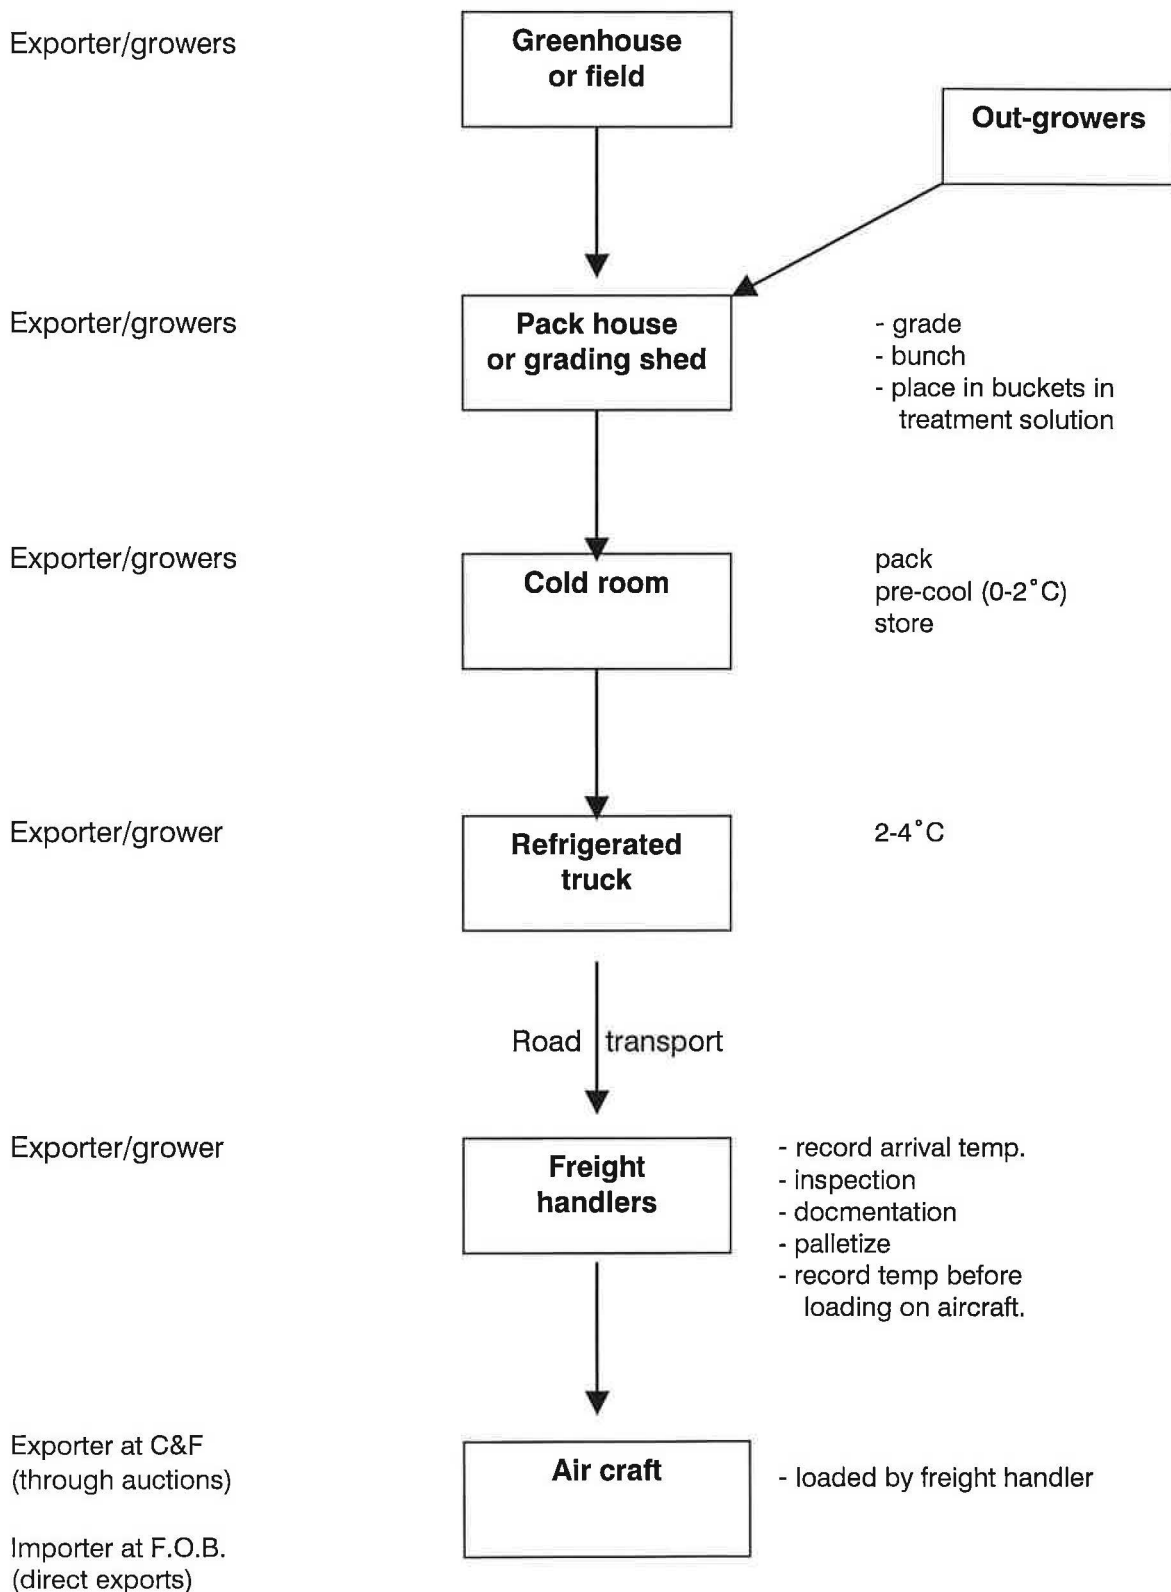 Exporter/growers
Greenhouse
or field
Out-growers
Exporter/growers
Pack house
or grading shed
- grade
- bunch
- place in buckets in
treatment solution
Exporter/growers
Cold room
pack
pre-cool (0-2°C)
store
Exporter/grower
Refrigerated
truck
2-4°C
Road transport
Exporter/grower
Freight
handlers
- record arrival temp.
- inspection
- docmentation
- palletize
- record temp before
loading on aircraft.
Exporter at C&F
(through auctions)
Air craft
- loaded by freight handler
Importer at F.O.B.
(direct exports)